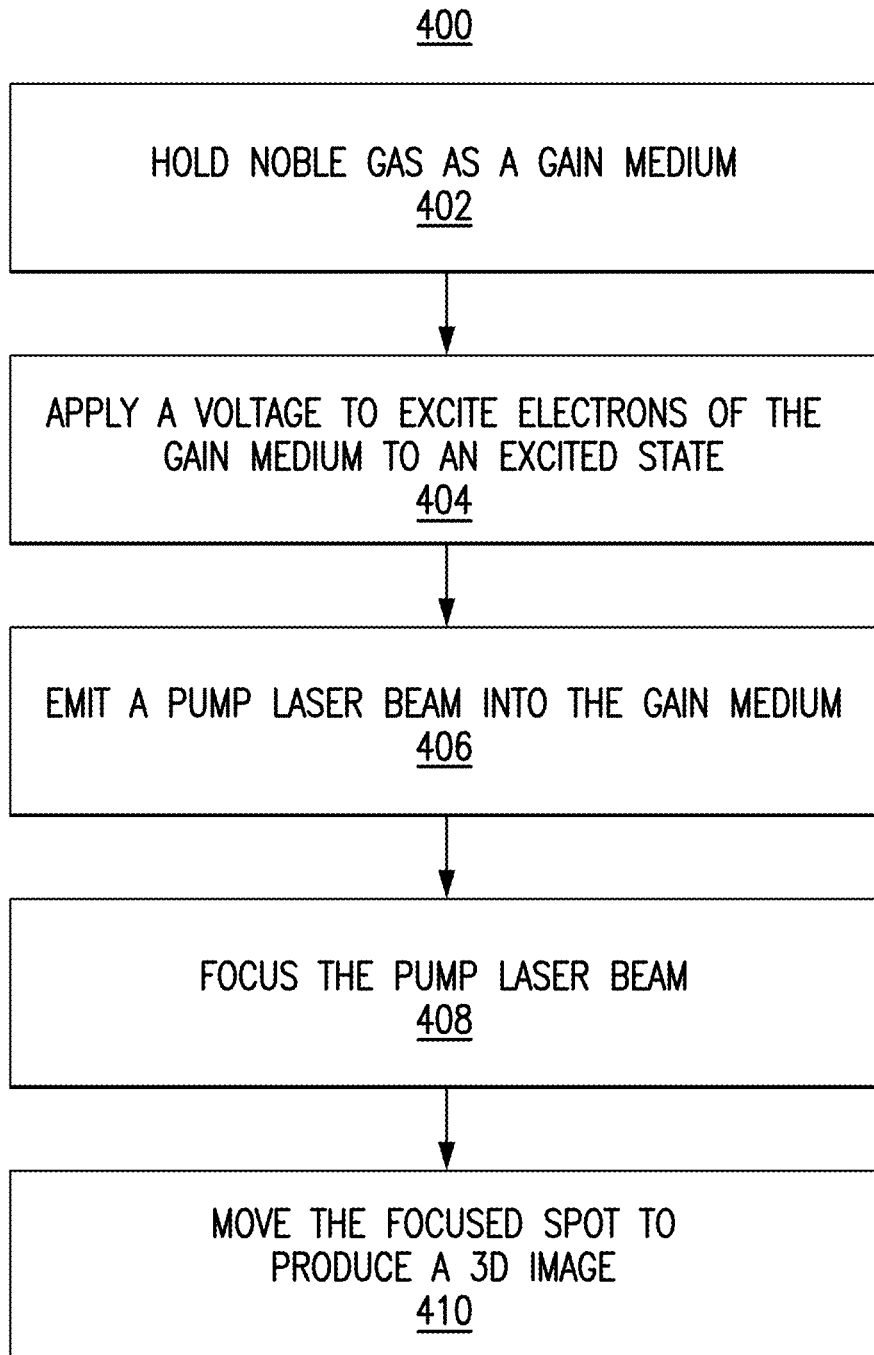 400
HOLD NOBLE GAS AS A GAIN MEDIUM
402
APPLY A VOLTAGE TO EXCITE ELECTRONS OF THE
GAIN MEDIUM TO AN EXCITED STATE
404
EMIT A PUMP LASER BEAM INTO THE GAIN MEDIUM
406
FOCUS THE PUMP LASER BEAM
408
MOVE THE FOCUSED SPOT TO
PRODUCE A 3D IMAGE
410